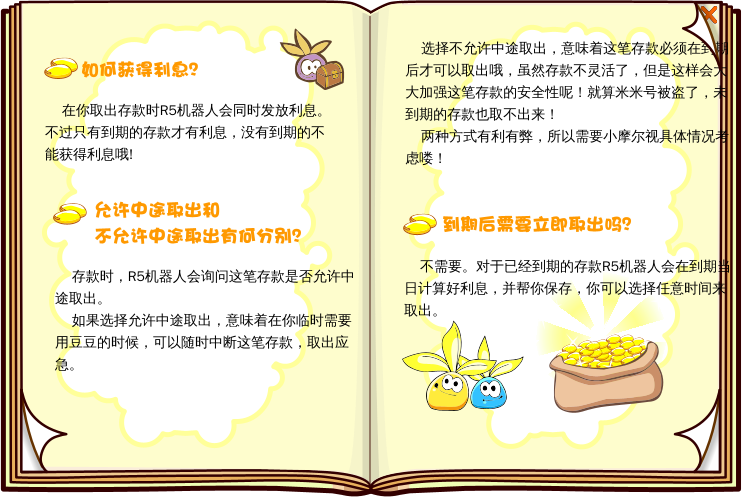 如何获得利息?
在你取出存款时R5机器人会同时发放利息。
不过只有到期的存款才有利息，没有到期的不
能获得利息哦!
允许中途取出和
不允许中途取出有何分别?
存款时，R5机器人会询问这笔存款是否允许中
途取出。
如果选择允许中途取出，意味着在你临时需要
用豆豆的时候，可以随时中断这笔存款，取出应
急。
选择不允许中途取出，意味着这笔存款必须在到期
后才可以取出哦，虽然存款不灵活了，但是这样会大
大加强这笔存款的安全性呢！就算米米号被盗了，未
到期的存款也取不出来！
两种方式有利有弊，所以需要小摩尔视具体情况考
虑喽！
到期后需要立即取出吗?
不需要。对于已经到期的存款R5机器人会在到期当
日计算好利息，并帮你保存，你可以选择任意时间来
取出。